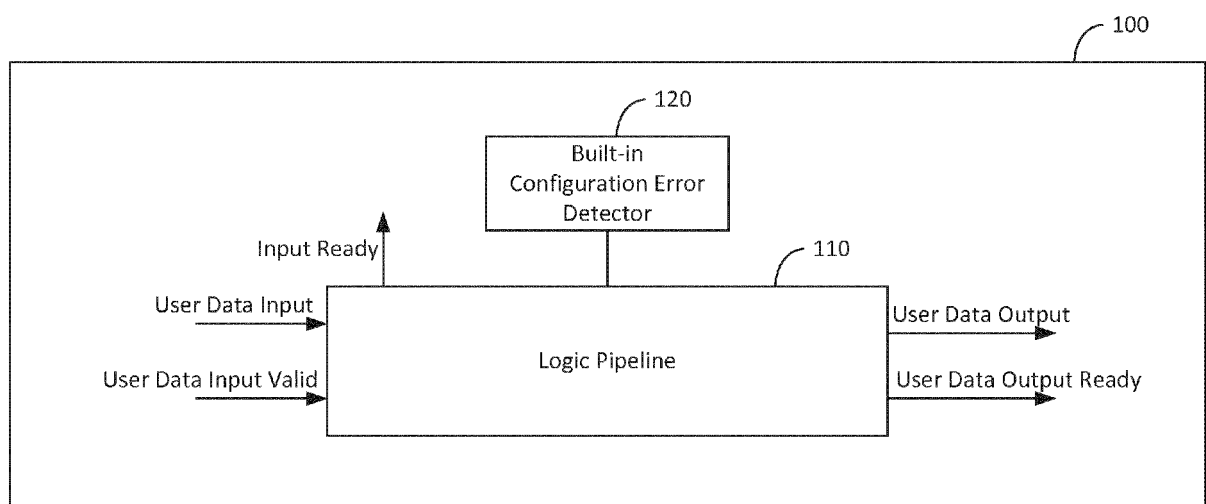 100
120
Built-in
Configuration Error
Detector
Input Ready
110
User Data Input
User Data Output
Logic Pipeline
User Data Input Valid
User Data Output Ready